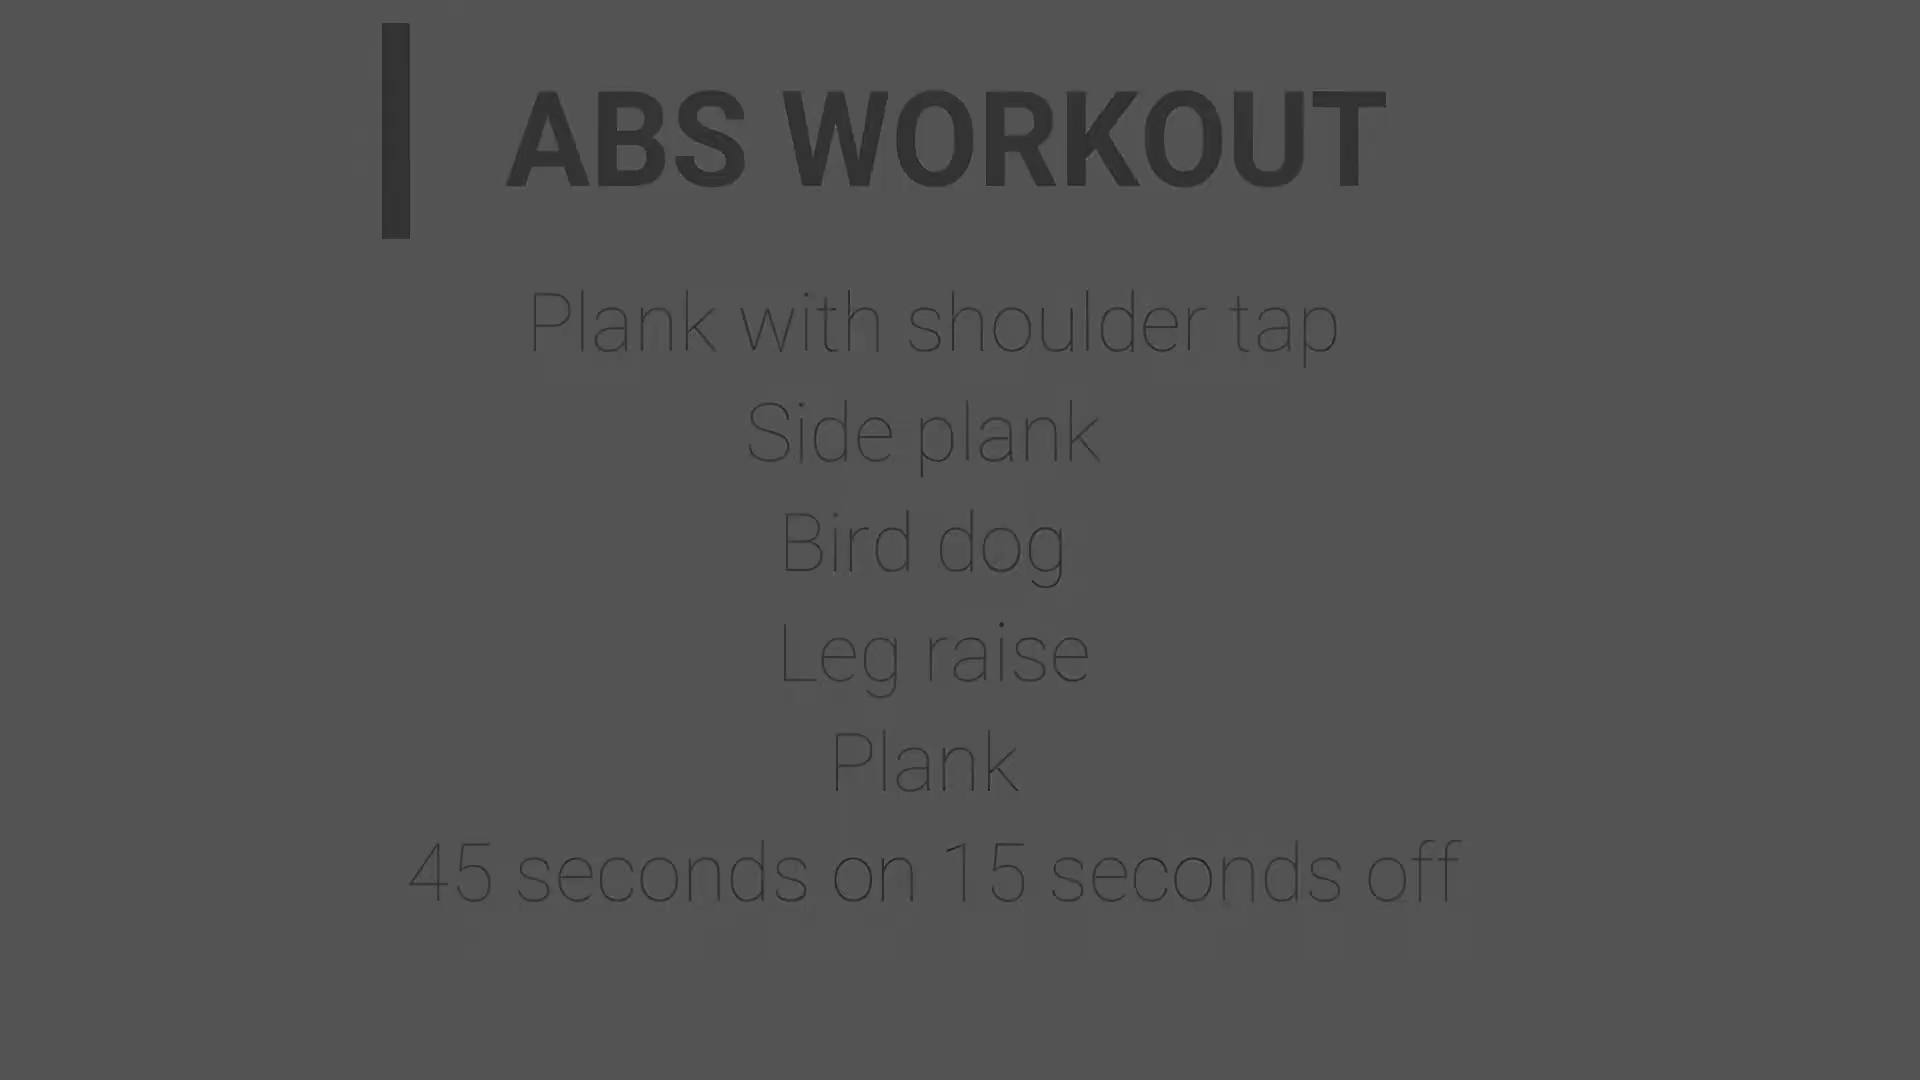 ABS WORKOUT
Plank with shoulder tap
Side plank
Bird dog
Leg raise
Plank
45 seconds on 15 seconds off